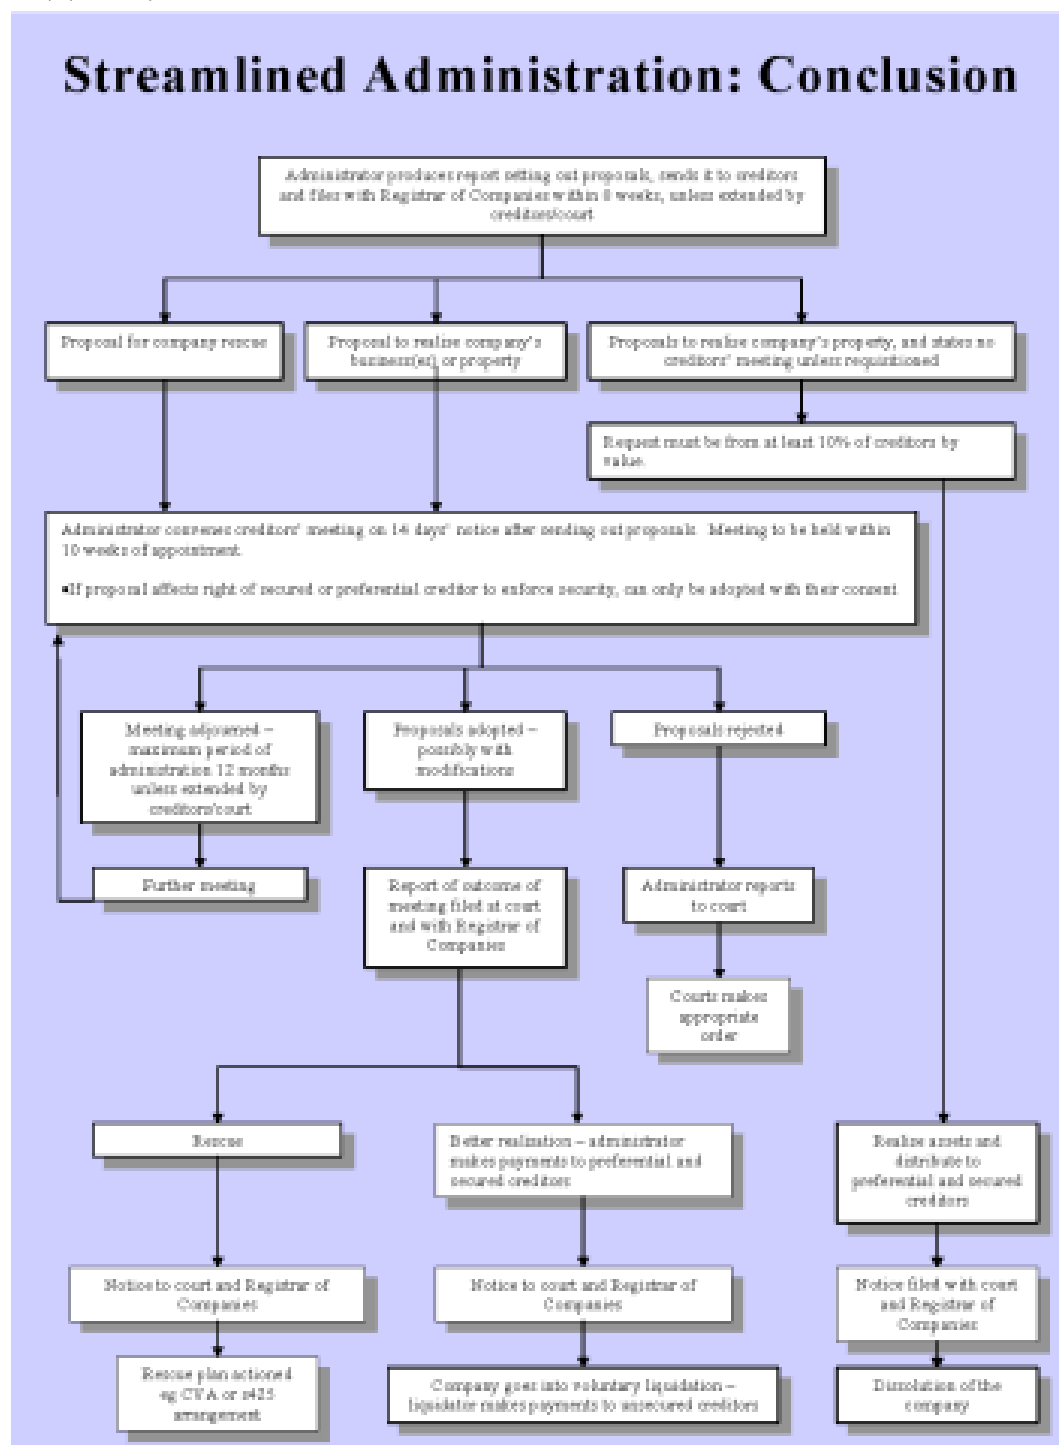 Streamlined Administration: Conclusion
Administrator produces report setting out proposals, sends it to creditors
and files with Registrar of Companies within 8 weeks, unless extended by
creditors/court
Proposal for company rescue
Proposal to realise company's
business(es) or property
Proposals to realise company's property, and states no
creditors' meeting unless requisitioned
Request must be from at least 10% of creditors by
value.
Administrator convenes creditors' meeting on 14 days' notice after sending out proposals. Meeting to be held within
10 weeks of appointment.
•If proposal affects right of secured or preferential creditor to enforce security, can only be adopted with their consent
Meeting adjourned –
maximum period of
administration 12 months
unless extended by
creditors/court
Proposals adopted –
possibly with
modifications
Proposals rejected
Further meeting
Report of outcome of
meeting filed at court
and with Registrar of
Companies
Administrator reports
to court
Courts makes
appropriate
order
Rescue
Better realisation – administrator
makes payments to preferential and
secured creditors
Realise assets and
distribute to
preferential and secured
creditors
Notice to court and Registrar of
Companies
Notice to court and Registrar of
Companies
Notice filed with court
and Registrar of
Companies
Rescue plan actioned
eg CVA or s425
arrangement
Company goes into voluntary liquidation –
liquidator makes payments to unsecured creditors
Dissolution of the
company